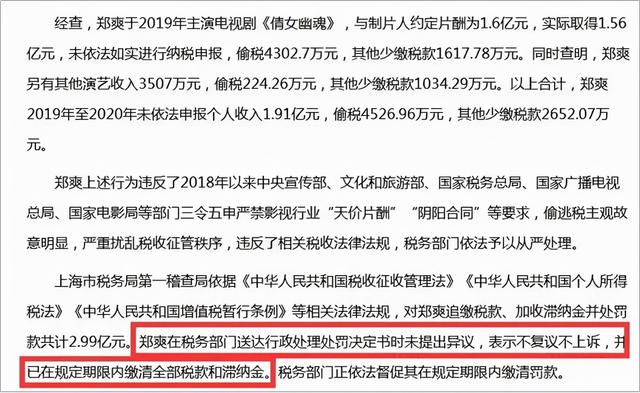 经查，郑爽于2019年主演电视剧《倩女幽魂》，与制片人约定片酬为1.6亿元，实际取得1.56
亿元，未依法如实进行纳税申报，偷税4302.7万元，其他少缴税款1617.78万元。同时查明，郑爽
另有其他演艺收入3507万元，偷税224.26万元，其他少缴税款1034.29万元。以上合计，郑爽
2019年至2020年未依法申报个人收入1.91亿元，偷税4526.96万元，其他少缴税款2652.07万
元。
郑爽上述行为违反了2018年以来中央宣传部、文化和旅游部、国家税务总局、国家广播电视
总局、国家电影局等部门三令五申严禁影视行业“天价片酬”“阴阳合同”等要求，偷逃税主观故
意明显，严重扰乱税收征管秩序，违反了相关税收法律法规，税务部门依法予以从严处理。
上海市税务局第一稽查局依据《中华人民共和国税收征收管理法》《中华人民共和国个人所得
税法》《中华人民共和国增值税暂行条例》等相关法律法规，对郑爽追缴税款、加收滞纳金并处罚
款共计2.99亿元。郑爽在税务部门送达行政处理处罚决定书时未提出异议，表示不复议不上诉，并
已在规定期限内缴清全部税款和滞纳金。税务部门正依法督促其在规定期限内缴清罚款。